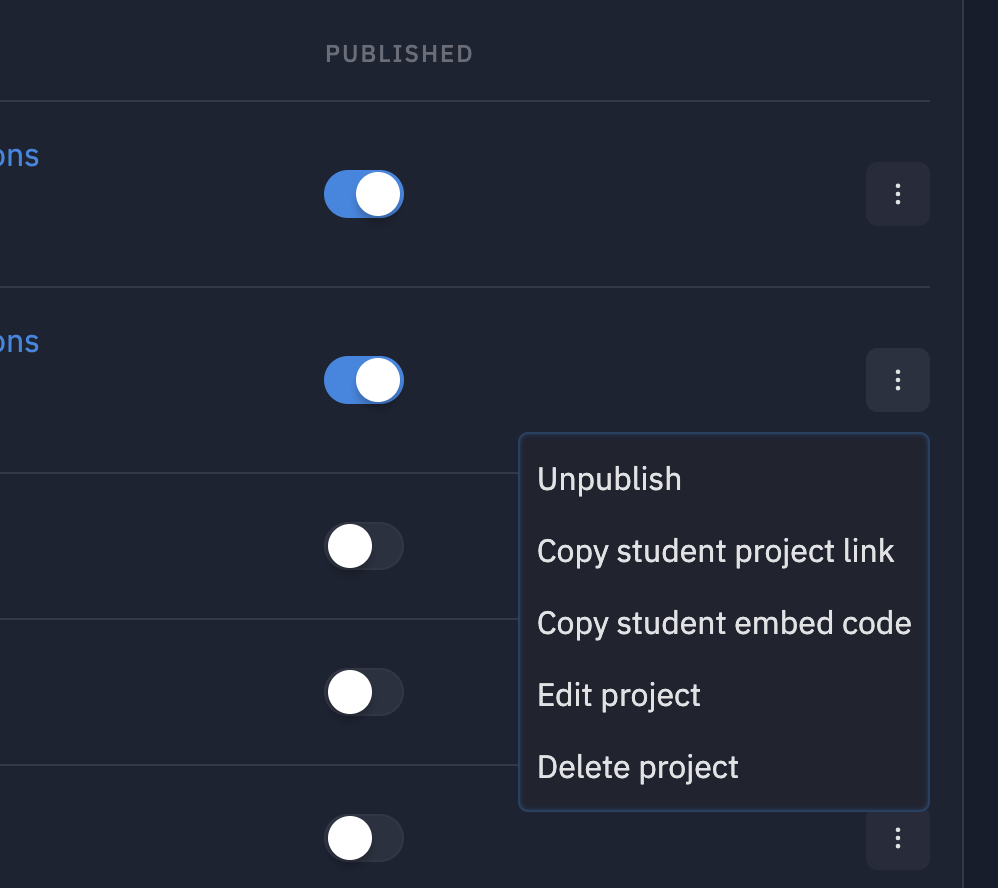 PUBLISHED
ons
ons
Unpublish
Copy student project link
Copy student embed code
Edit project
Delete project